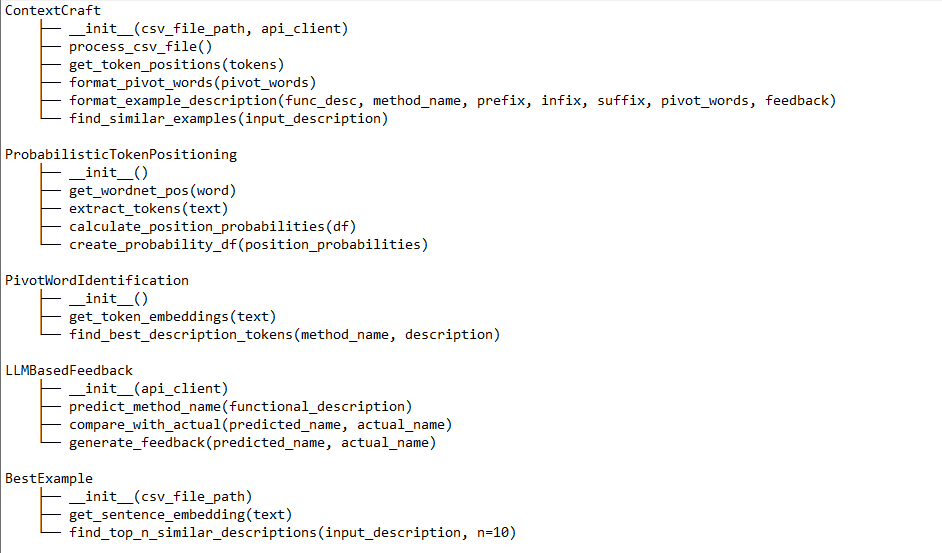 ContextCraft
├── __init__(csv_file_path, api_client)
├── process_csv_file()
├── get_token_positions(tokens)
├── format_pivot_words(pivot_words)
├── format_example_description(func_desc, method_name, prefix, infix, suffix, pivot_words, feedback)
└── find_similar_examples(input_description)
ProbabilisticTokenPositioning
├── __init__()
├── get_wordnet_pos(word)
├── extract_tokens(text)
├── calculate_position_probabilities(df)
└── create_probability_df(position_probabilities)
PivotWordIdentification
├── __init__()
├── get_token_embeddings(text)
└── find_best_description_tokens(method_name, description)
LLMBasedFeedback
├── __init__(api_client)
├── predict_method_name(functional_description)
├── compare_with_actual(predicted_name, actual_name)
└── generate_feedback(predicted_name, actual_name)
BestExample
├── __init__(csv_file_path)
├── get_sentence_embedding(text)
└── find_top_n_similar_descriptions(input_description, n=10)